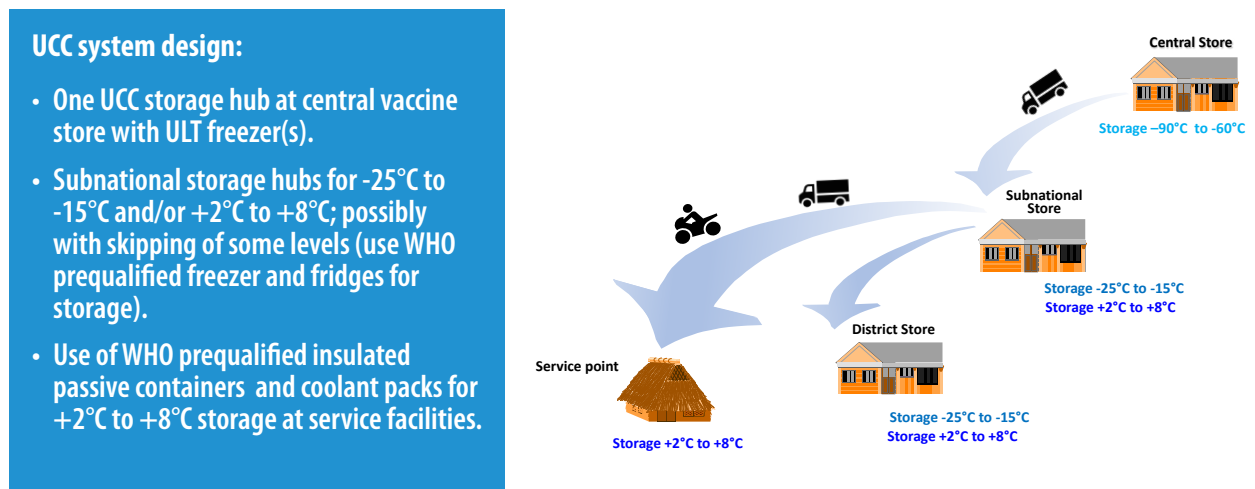 UCC system design:
• One UCC storage hub at central vaccine
store with ULT freezer(s).
• Subnational storage hubs for -25°C to
-15°C and/or +2°C to +8°C; possibly
with skipping of some levels (use WHO
prequalified freezer and fridges for
storage).
• Use of WHO prequalified insulated
passive containers and coolant packs for
+2°C to +8°C storage at service facilities.
Central Store
Storage –90°C to -60°C
Subnational
Store
Storage -25°C to -15°C
Storage +2°C to +8°C
District Store
Storage -25°C to -15°C
Storage +2°C to +8°C
Service point
Storage +2°C to +8°C